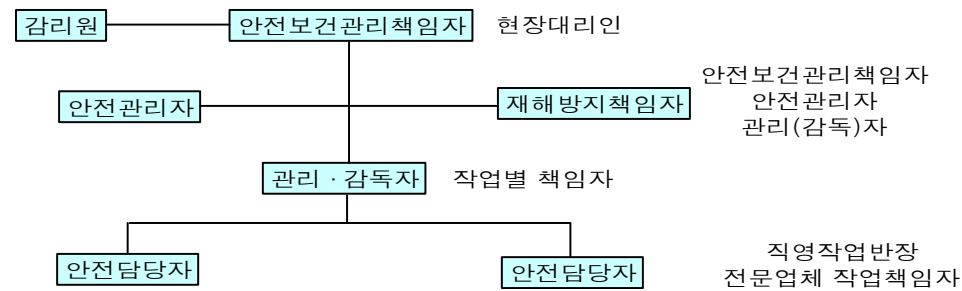 감리원 안전보건관리책임자 현장대리인
안전보건관리책임자
안전관리자 재해방지책임자 안전관리자
관리(감독)자
관리 · 감독자 작업별 책임자
직영작업반장
안전담당자 안전담당자 전문업체 작업책임자